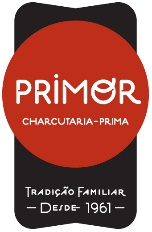 PRIMOR
CHARCUTARIA-PRIMA
TRADIÇÃO FAMILIAR
- DESDE 1961 -